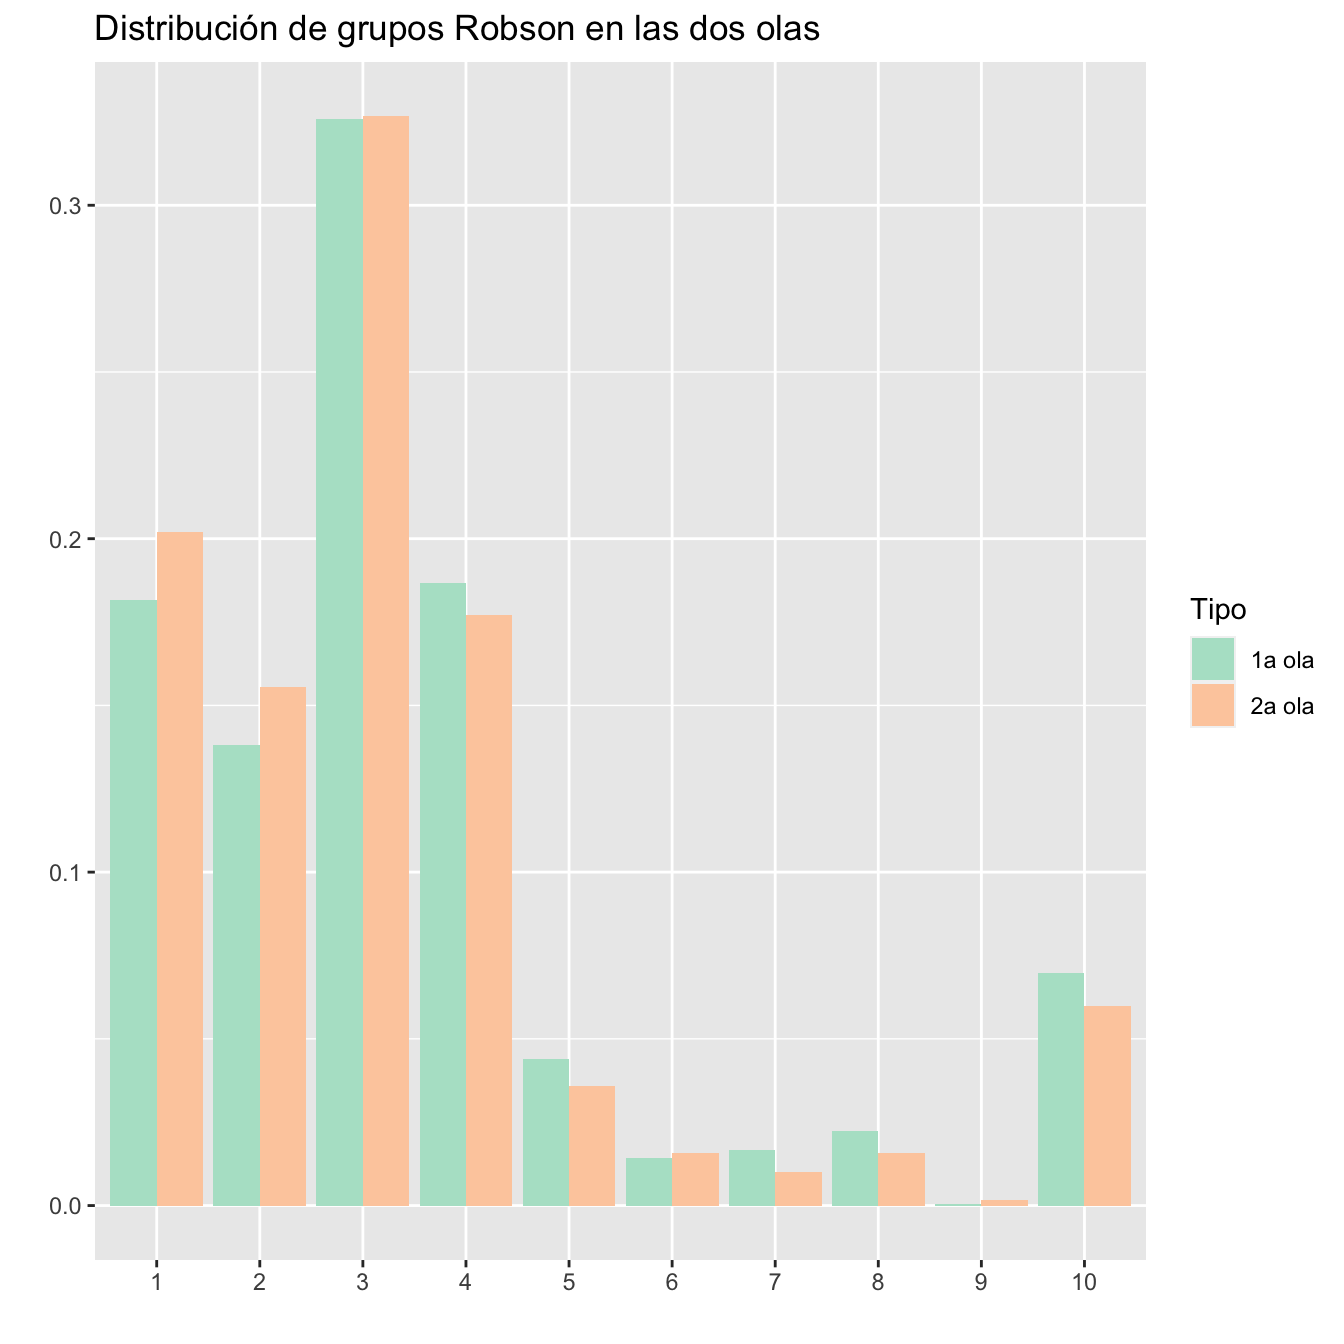 Distribución de grupos Robson en las dos olas
0.3
0.2
0.1
0.0
1 2 3 4 5 6 7 8 9 10
Tipo
1a ola
2a ola